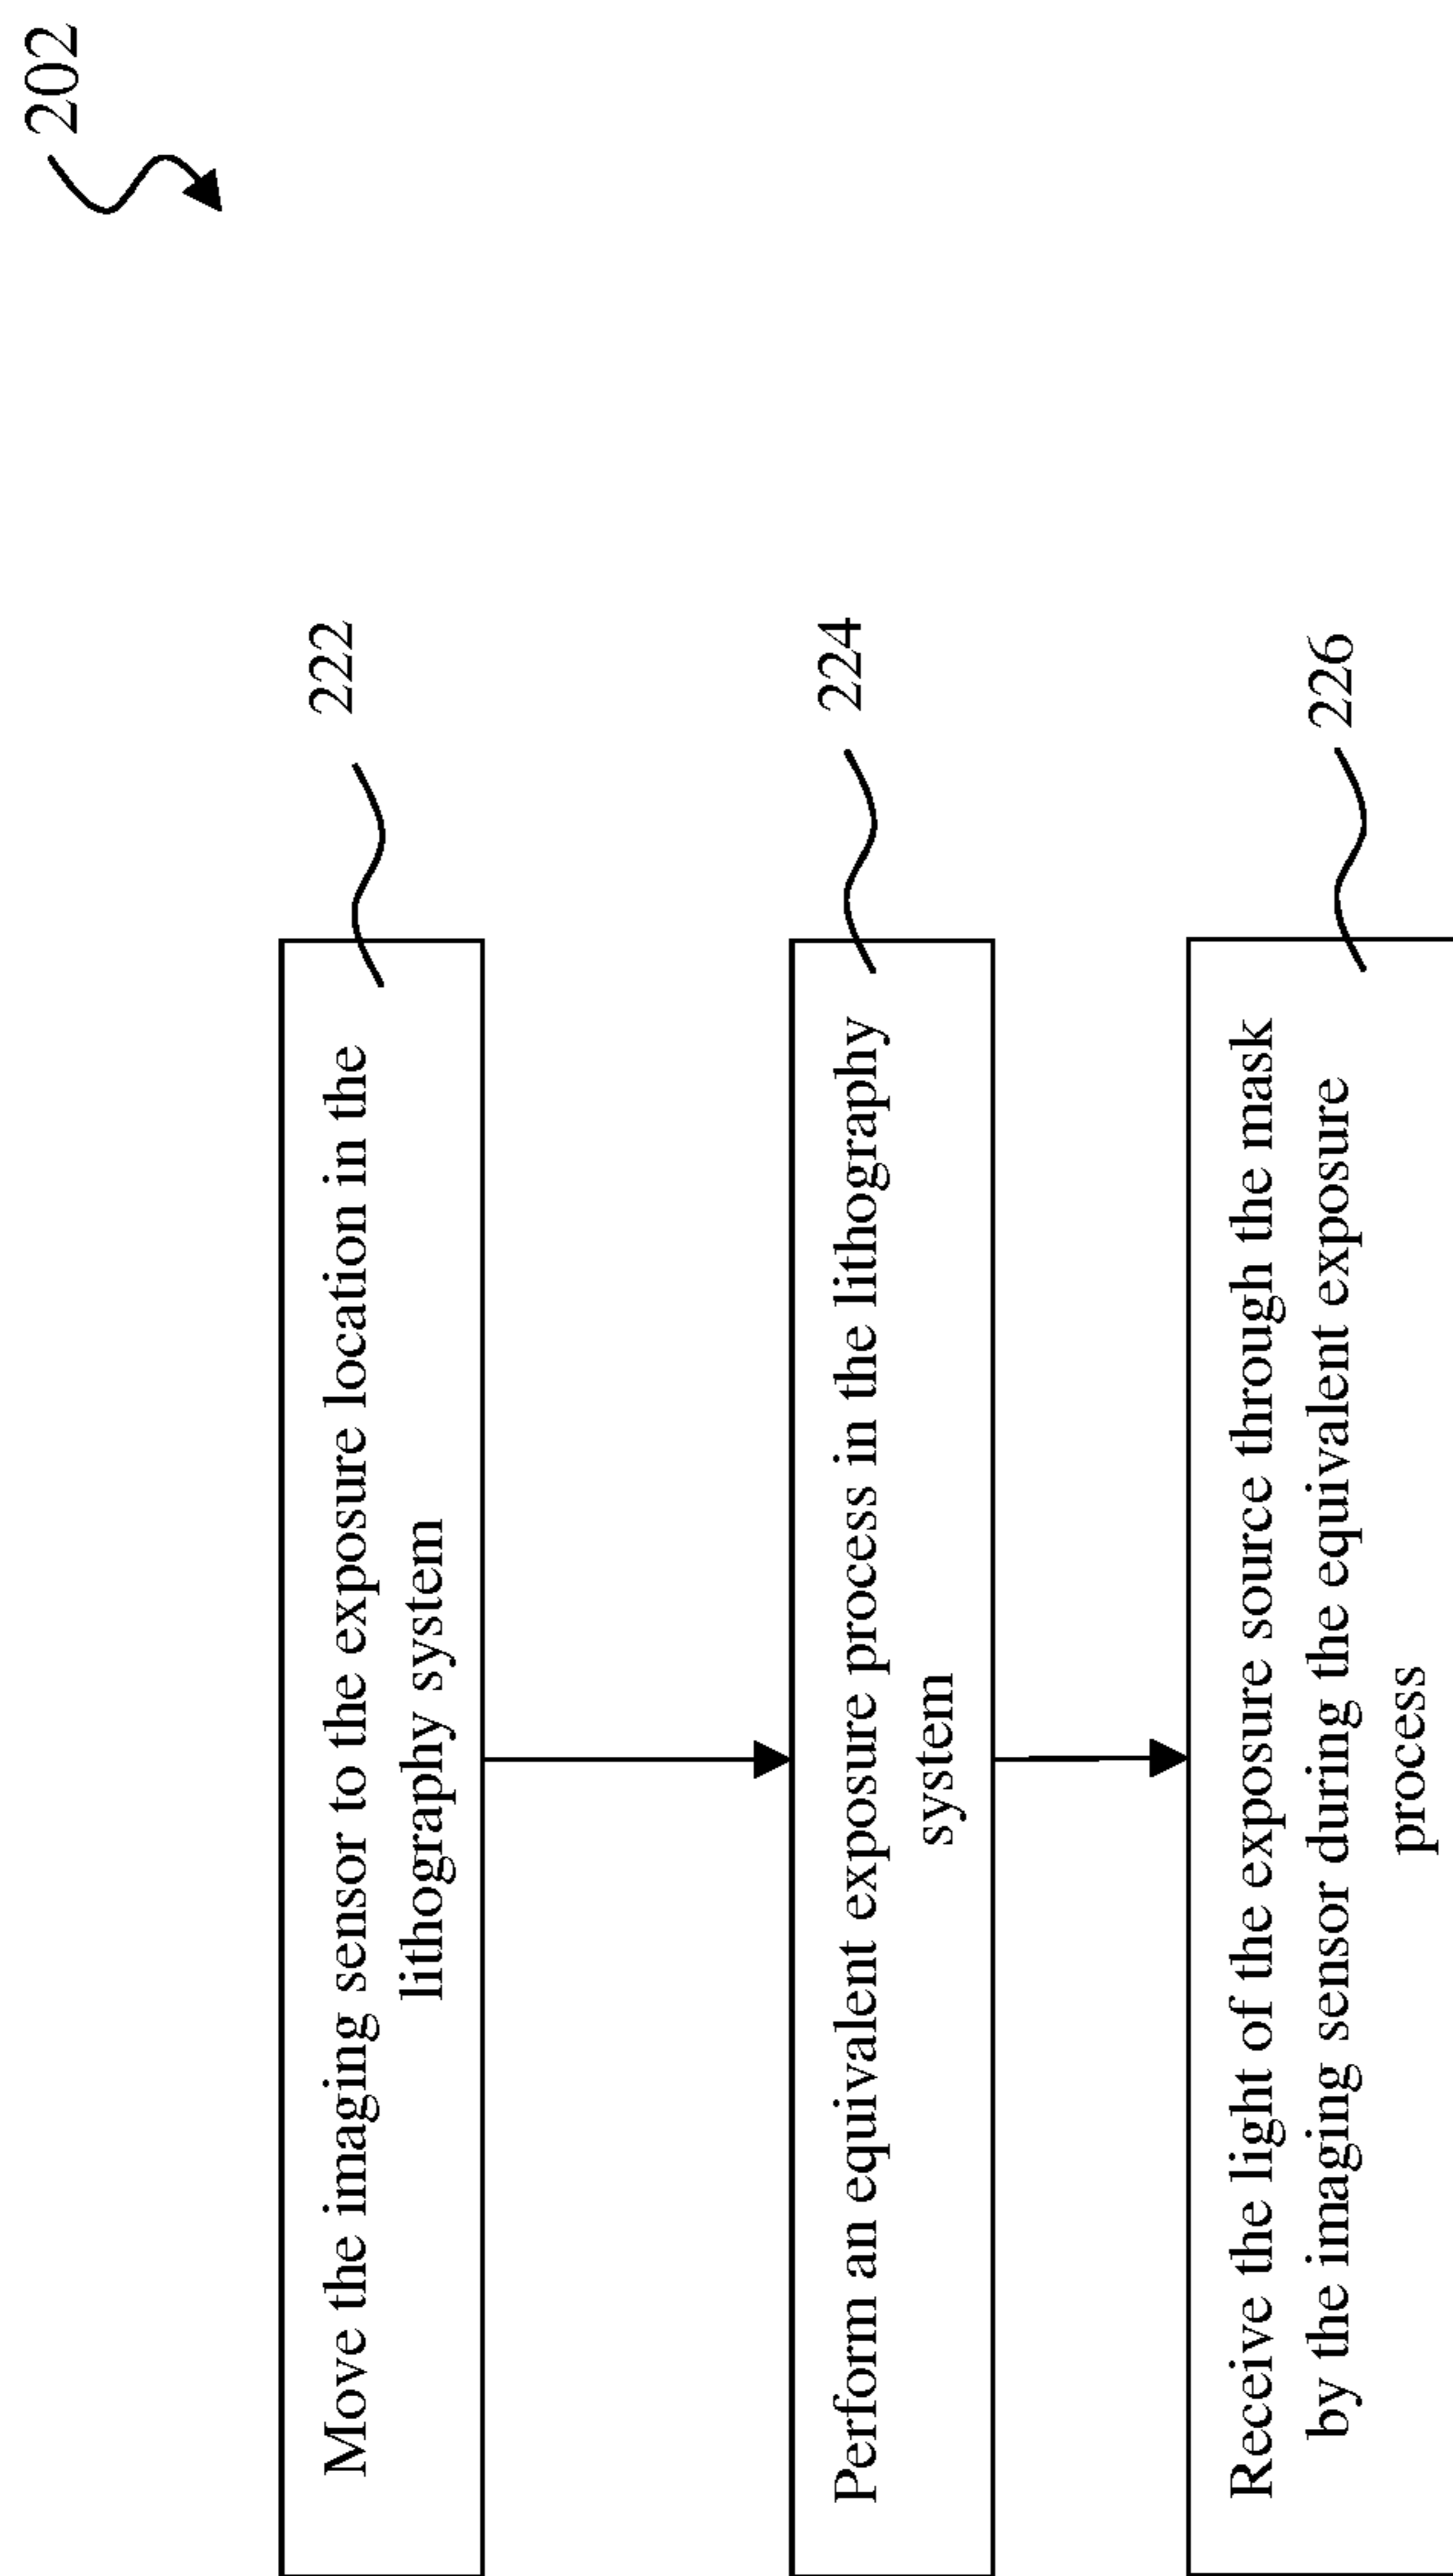 202
Move the imaging sensor to the exposure location in the
lithography system
222
Perform an equivalent exposure process in the lithography
system
224
Receive the light of the exposure source through the mask
by the imaging sensor during the equivalent exposure
process
226